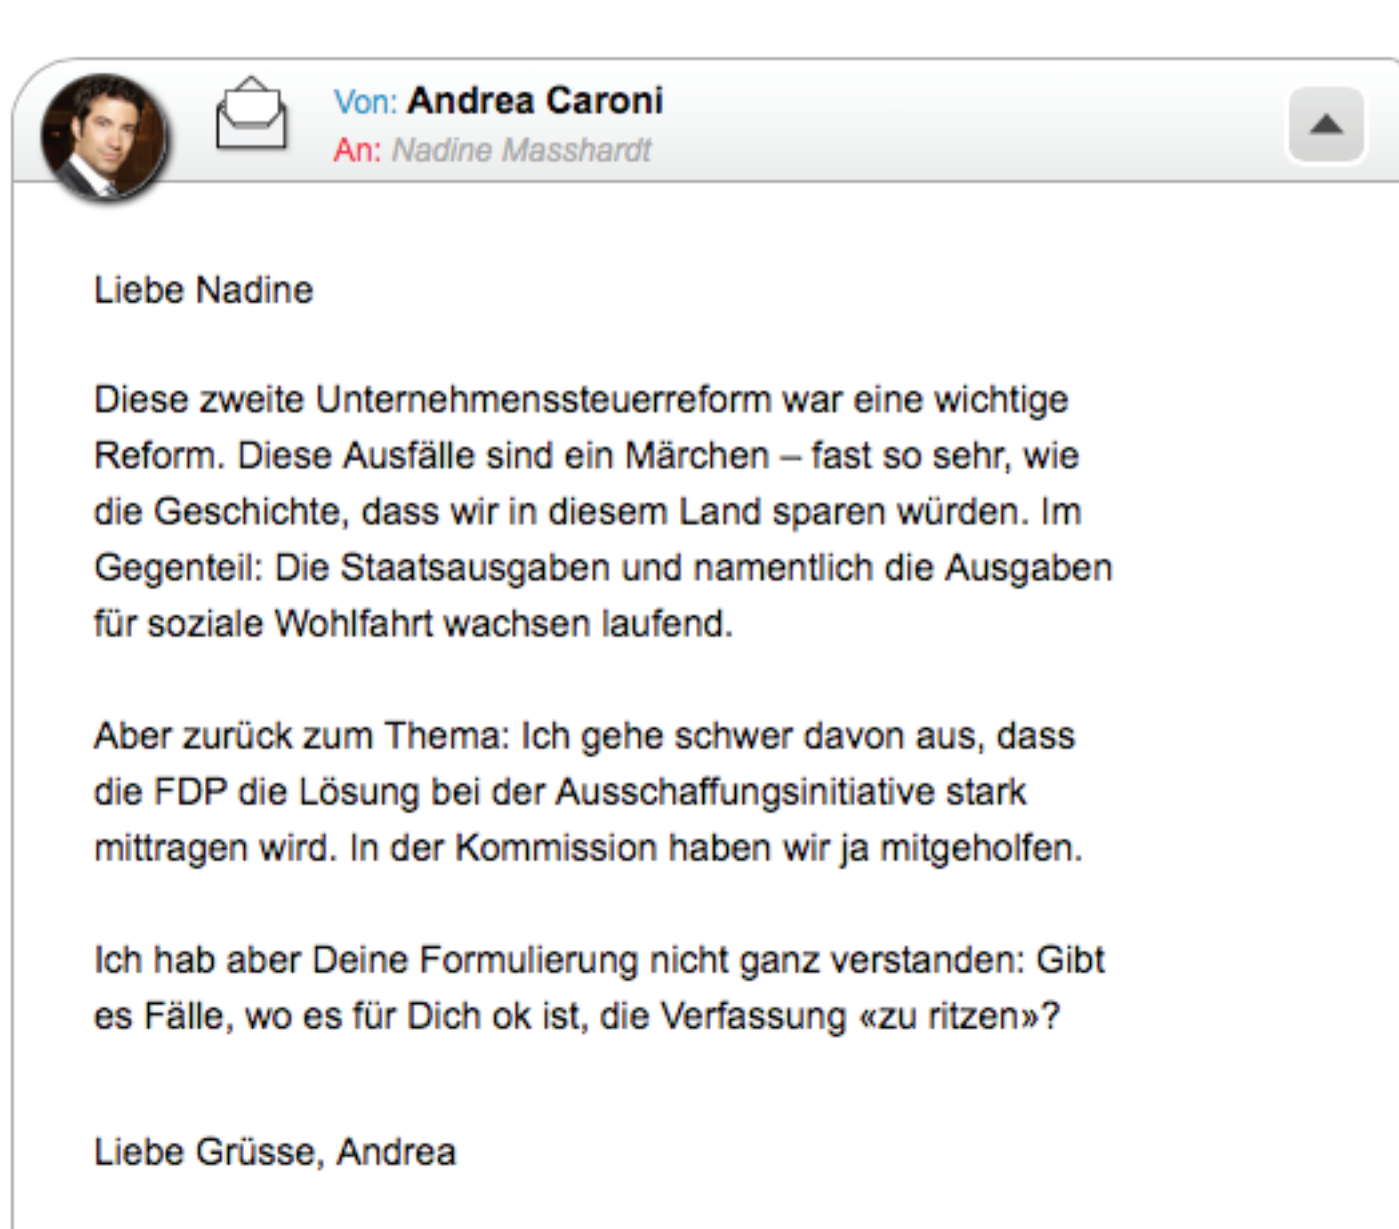 Von: Andrea Caroni
An: Nadine Masshardt
Liebe Nadine
Diese zweite Unternehmenssteuerreform war eine wichtige
Reform. Diese Ausfälle sind ein Märchen – fast so sehr, wie
die Geschichte, dass wir in diesem Land sparen würden. Im
Gegenteil: Die Staatsausgaben und namentlich die Ausgaben
für soziale Wohlfahrt wachsen laufend.
Aber zurück zum Thema: Ich gehe schwer davon aus, dass
die FDP die Lösung bei der Ausschaffungsinitiative stark
mittragen wird. In der Kommission haben wir ja mitgeholfen.
Ich hab aber Deine Formulierung nicht ganz verstanden: Gibt
es Fälle, wo es für Dich ok ist, die Verfassung «zu ritzen»?
Liebe Grüsse, Andrea